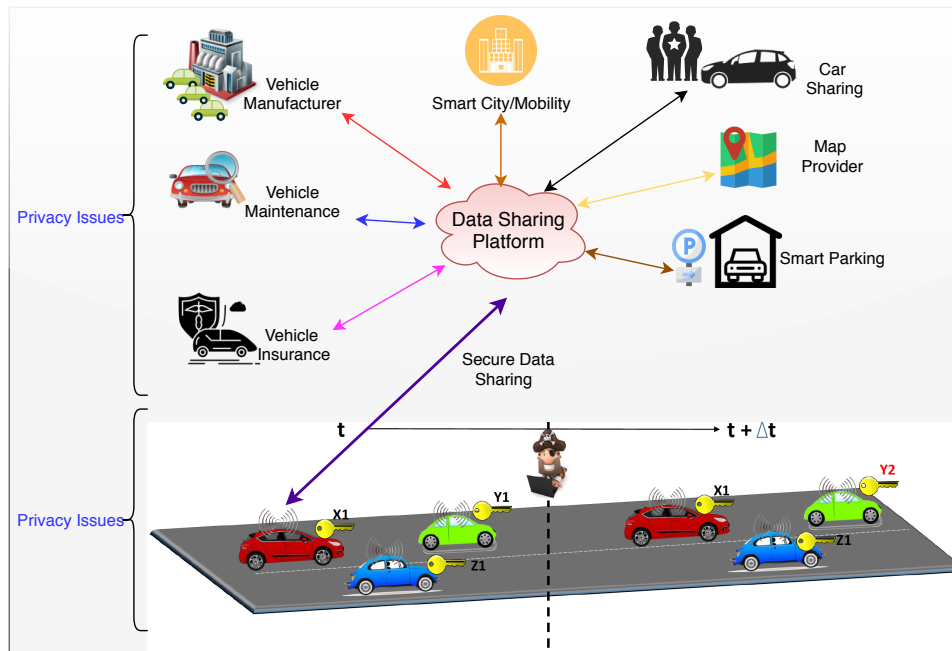 Vehicle
Manufacturer
Smart City/Mobility
Car
Sharing
Map
Provider
Vehicle
Maintenance
Privacy Issues
Data Sharing
Platform
P
Smart Parking
Vehicle
Insurance
Secure Data
Sharing
t
t + Δt
Privacy Issues
X1
Y1
Z1
X1
Y2
Z1